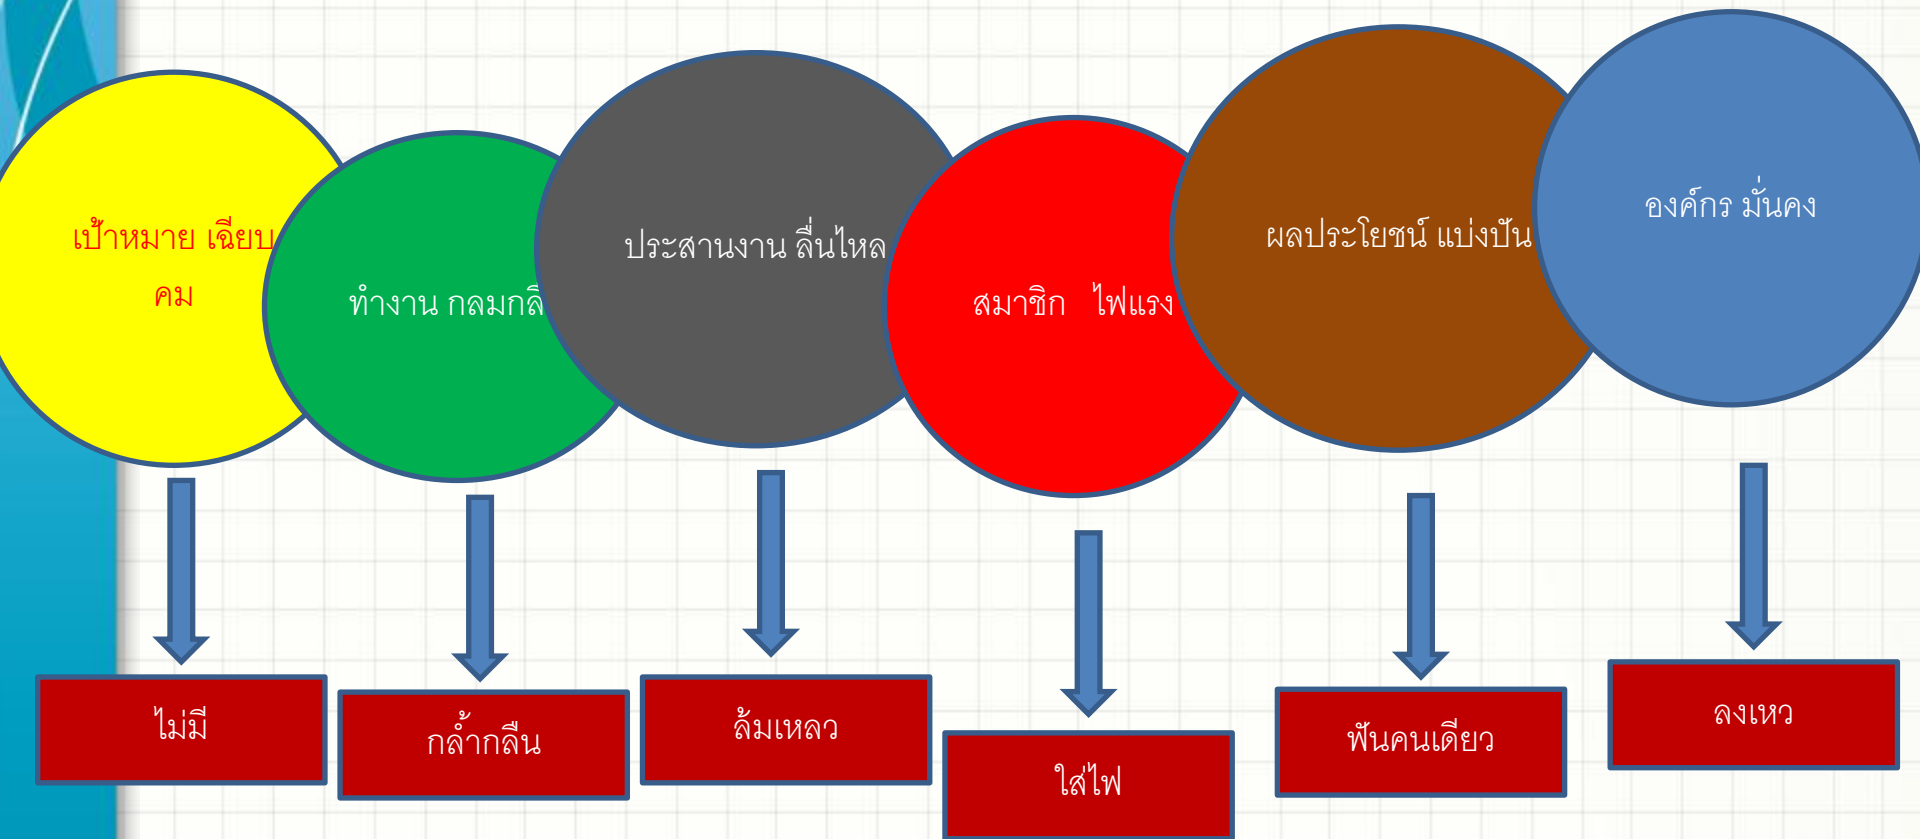 เป้าหมาย เฉียบ
คม
ทำงาน
ประสานงาน ลื่นไหล
สมาชิก ไฟแรง
ผลประโยชน์ แบ่งปัน
องค์กร มั่นคง
ไม่มี
กล้ำกลืน
ล้มเหลว
ใส่ไฟ
ฟันคนเดียว
ลงเหว